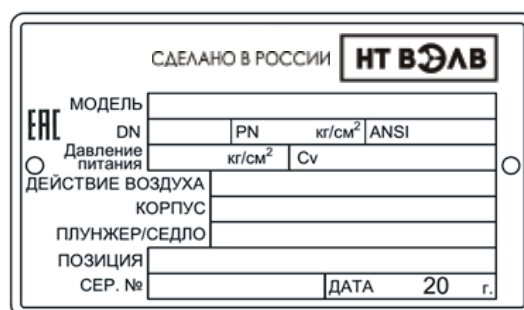 СДЕЛАНО В РОССИИ НТ ВЭЛВ
МОДЕЛЬ
EAC DN PN кг/см² ANSI
Давление питания кг/см² Cv
ДЕЙСТВИЕ ВОЗДУХА
КОРПУС
ПЛУНЖЕР/СЕДЛО
ПОЗИЦИЯ
СЕР. № ДАТА 20 г.